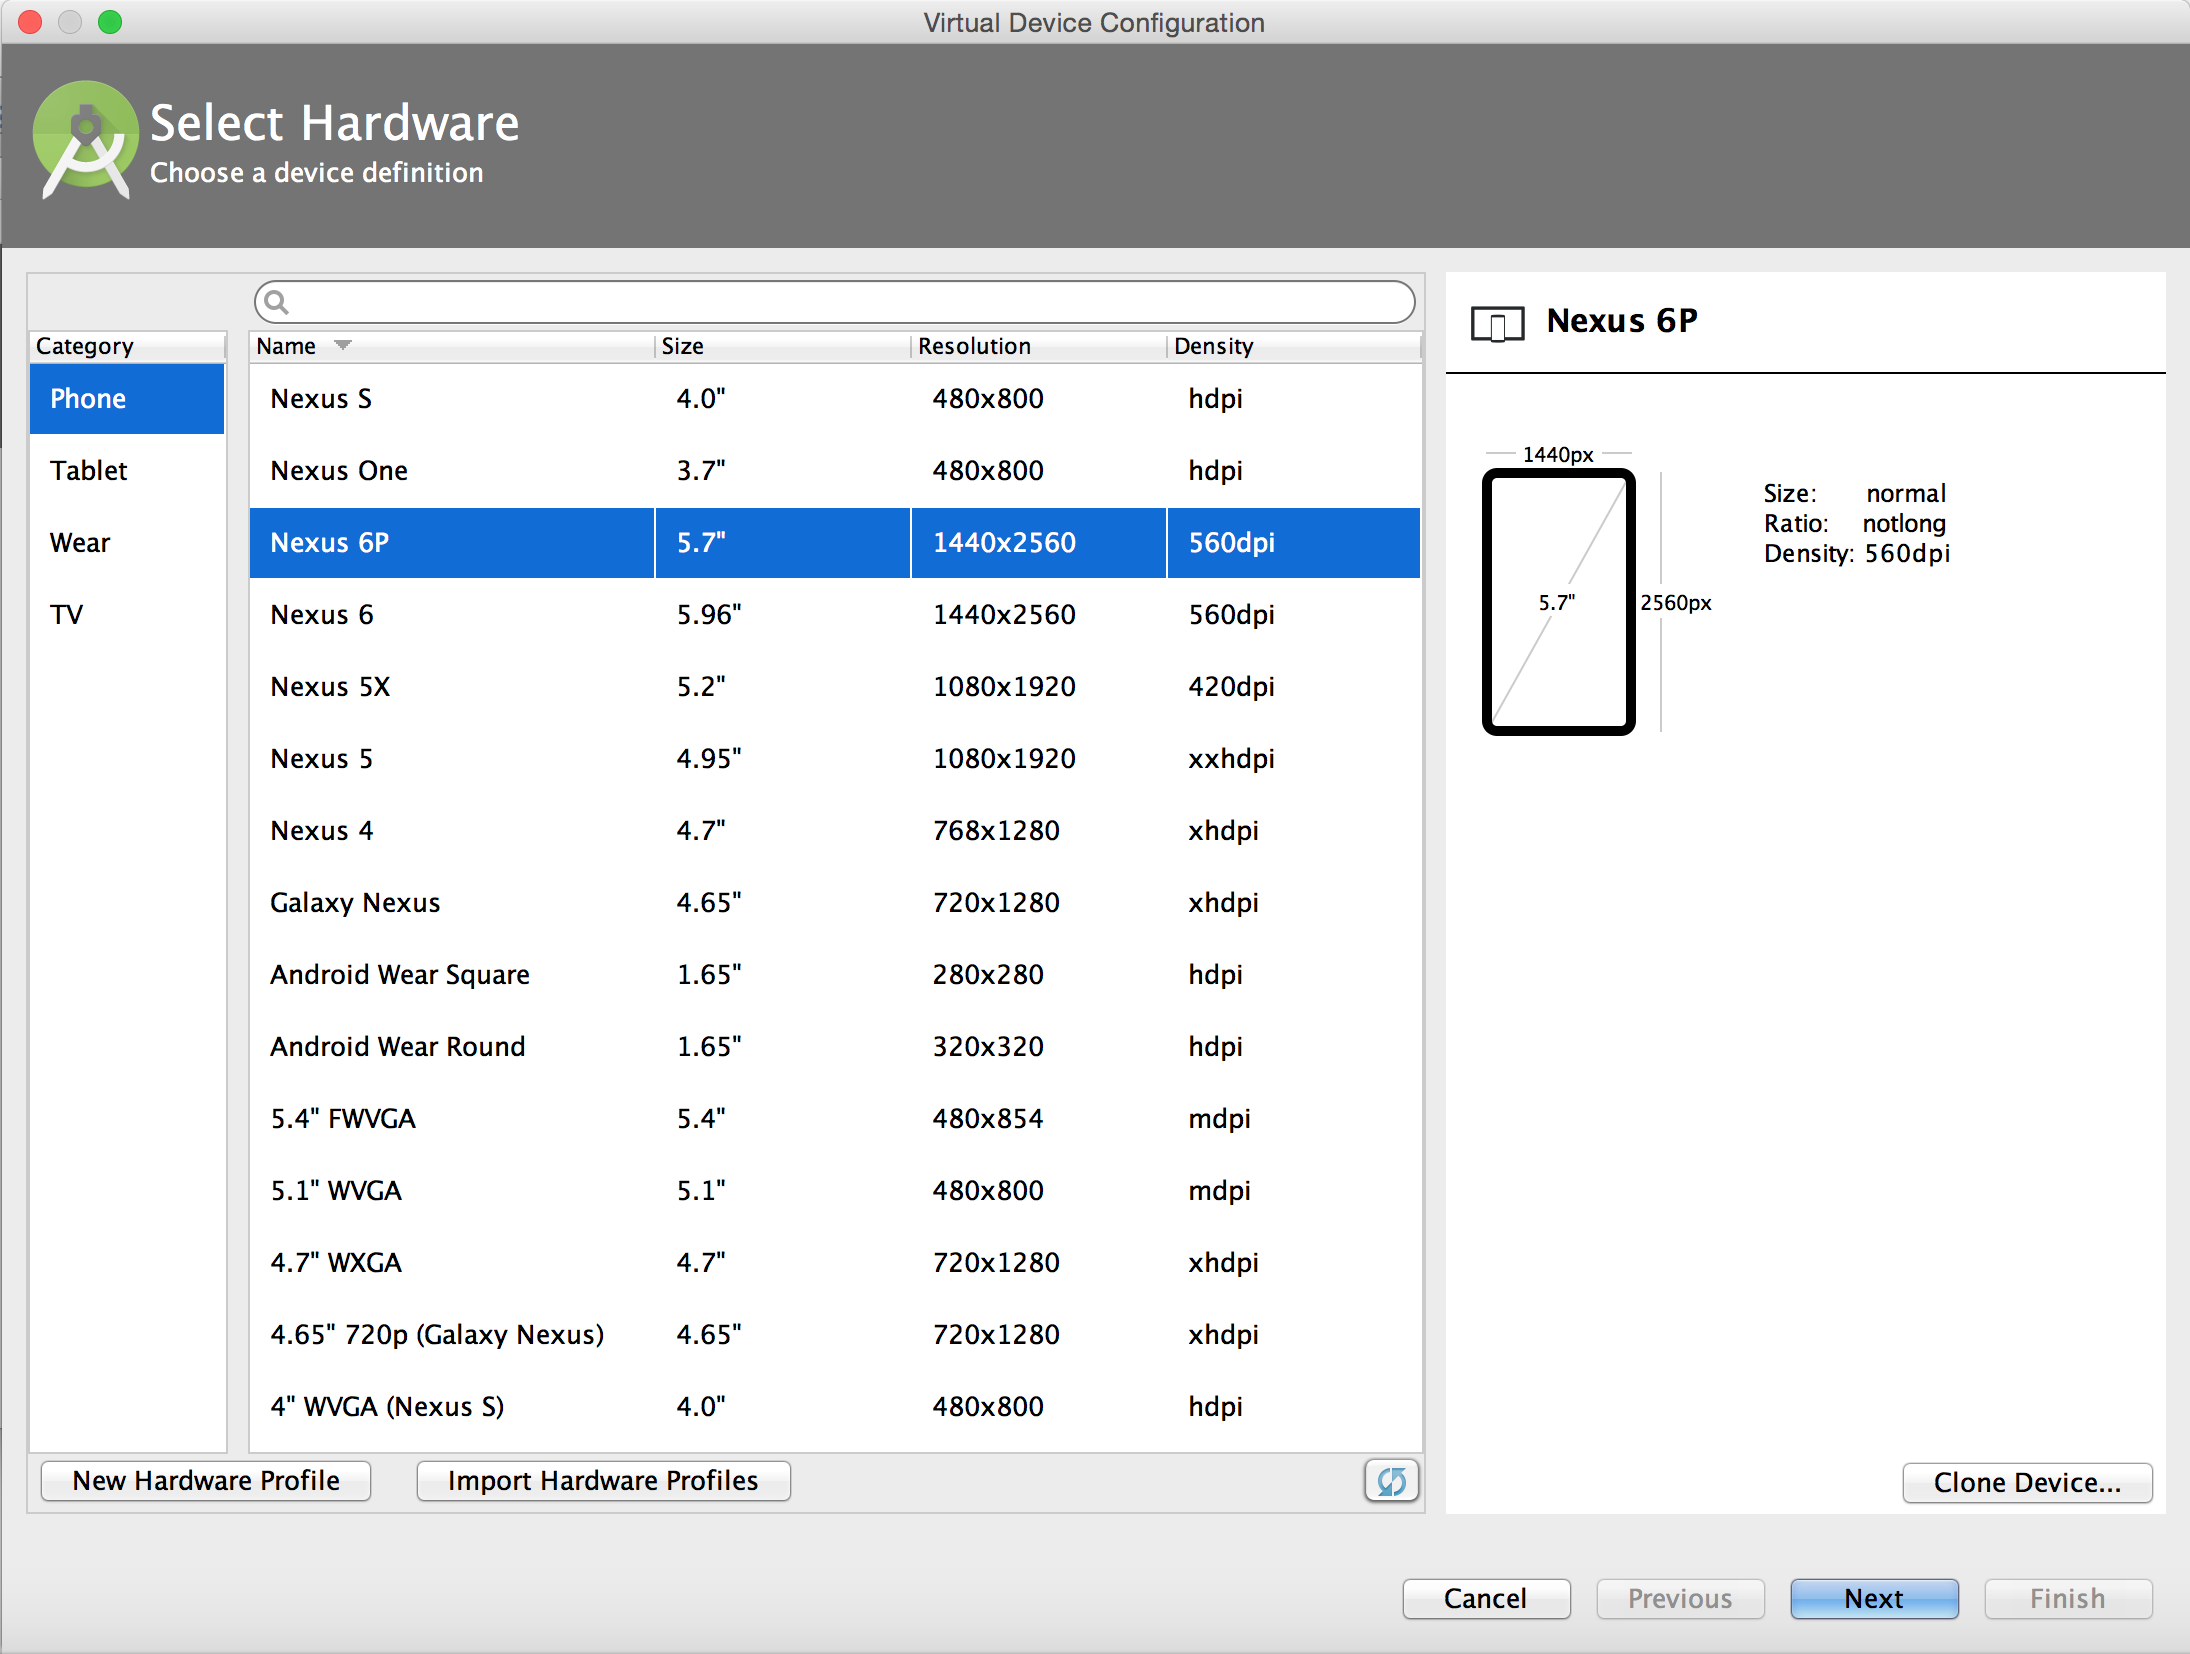 Virtual Device Configuration
Select Hardware
Choose a device definition
Category
Phone
Tablet
Wear
TV
Name Size Resolution Density
Nexus S 4.0" 480x800 hdpi
Nexus One 3.7" 480x800 hdpi
Nexus 6P 5.7" 1440x2560 560dpi
Nexus 6 5.96" 1440x2560 560dpi
Nexus 5X 5.2" 1080x1920 420dpi
Nexus 5 4.95" 1080x1920 xxhdpi
Nexus 4 4.7" 768x1280 xhdpi
Galaxy Nexus 4.65" 720x1280 xhdpi
Android Wear Square 1.65" 280x280 hdpi
Android Wear Round 1.65" 320x320 hdpi
5.4" FWVGA 5.4" 480x854 mdpi
5.1" WVGA 5.1" 480x800 mdpi
4.7" WXGA 4.7" 720x1280 xhdpi
4.65" 720p (Galaxy Nexus) 4.65" 720x1280 xhdpi
4" WVGA (Nexus S) 4.0" 480x800 hdpi
New Hardware Profile Import Hardware Profiles
Nexus 6P
1440px
5.7"
2560px
Size: normal
Ratio: notlong
Density: 560dpi
Clone Device...
Cancel Previous Next Finish